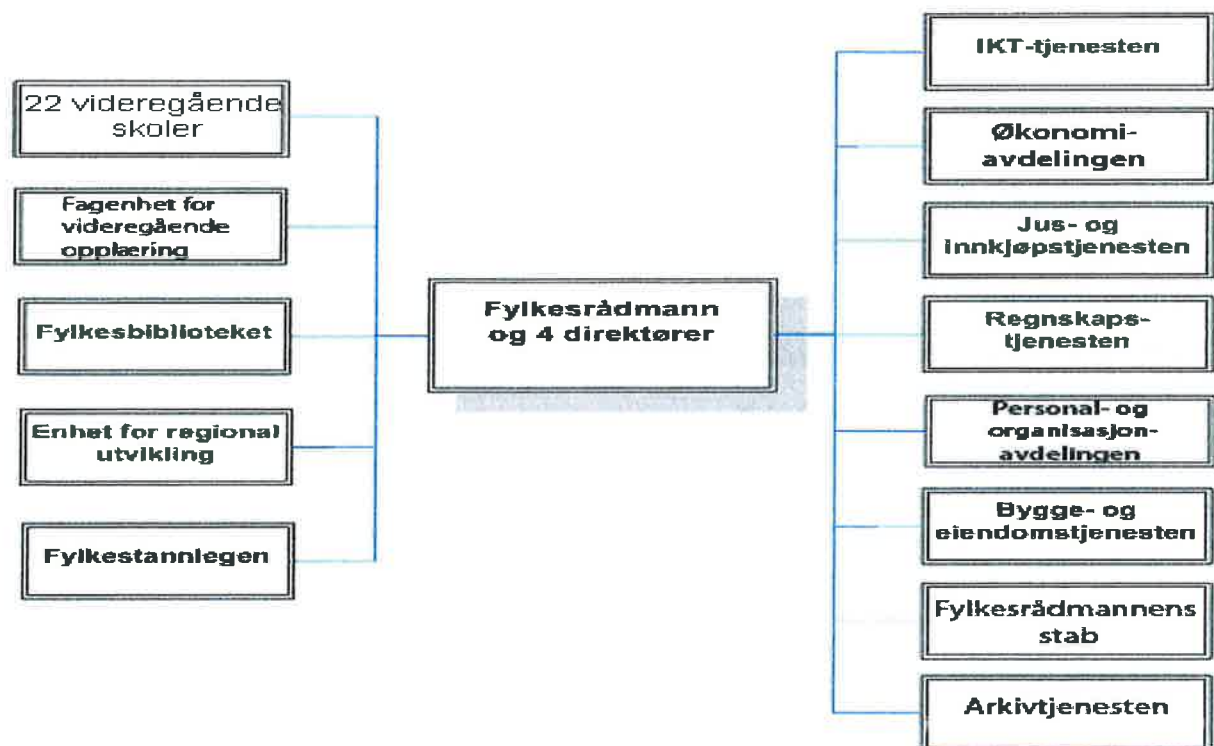 22 videregående
skoler
Fagenhet for
videregående
opplæring
Fylkesbiblioteket
Enhet for regional
utvikling
Fylkestannlegen
Fylkesrådmann
og 4 direktører
IKT-tjenesten
Økonomi-
avdelingen
Jus- og
innkjøpstjenesten
Regnskaps-
tjenesten
Personal- og
organisasjon-
avdelingen
Bygge- og
eiendomstjenesten
Fylkesrådmannens
stab
Arkivtjenesten